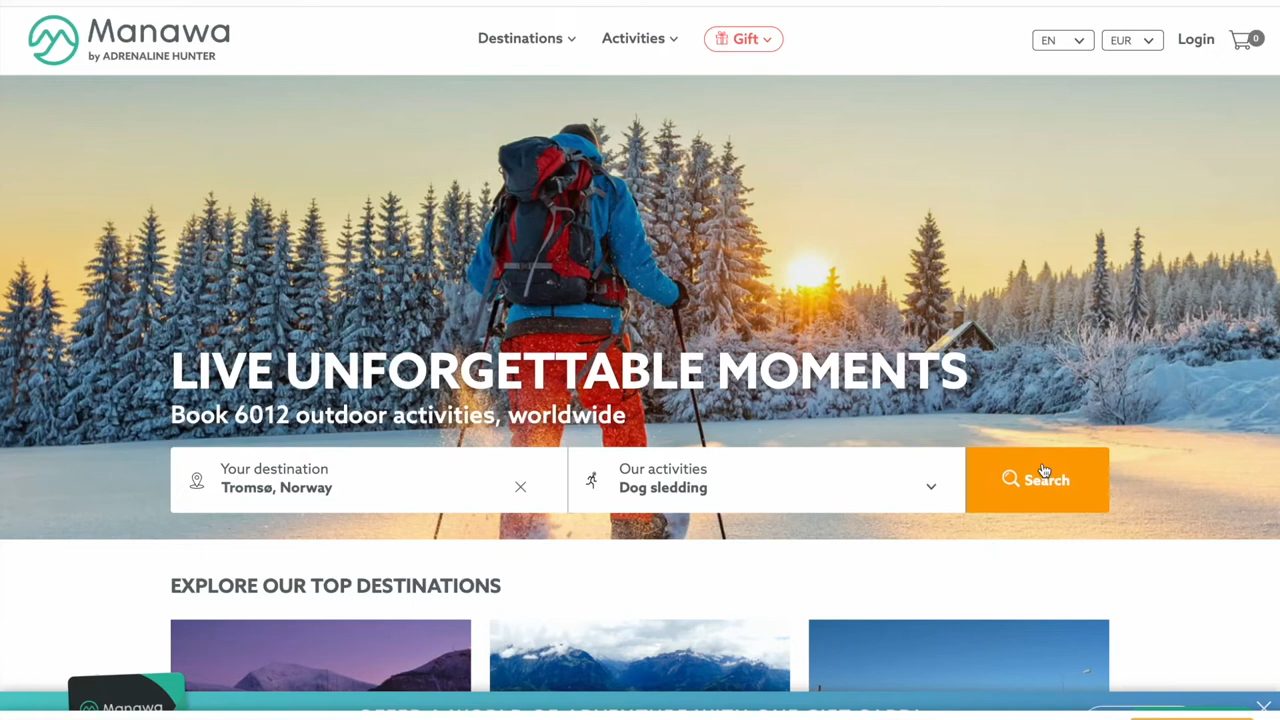 Manawa
by ADRENALINE HUNTER
Destinations
Activities
Gift
EN
EUR
Login
0
LIVE UNFORGETTABLE MOMENTS
Book 6012 outdoor activities, worldwide
Your destination
Tromsø, Norway
Our activities
Dog sledding
Search
EXPLORE OUR TOP DESTINATIONS
Manawa